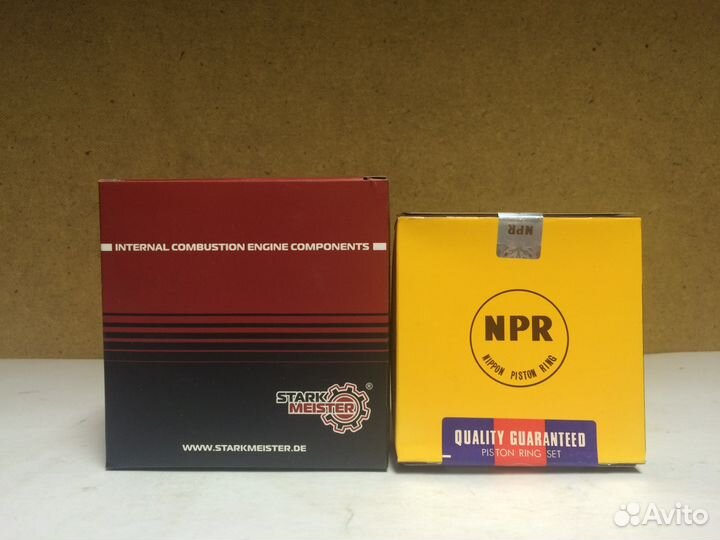 INTERNAL COMBUSTION ENGINE COMPONENTS
STARK
MEISTER
®
WWW.STARKMEISTER.DE
NPR
NPR
NIPPON PISTON RING
QUALITY GUARANTEED
PISTON RING SET
Avito